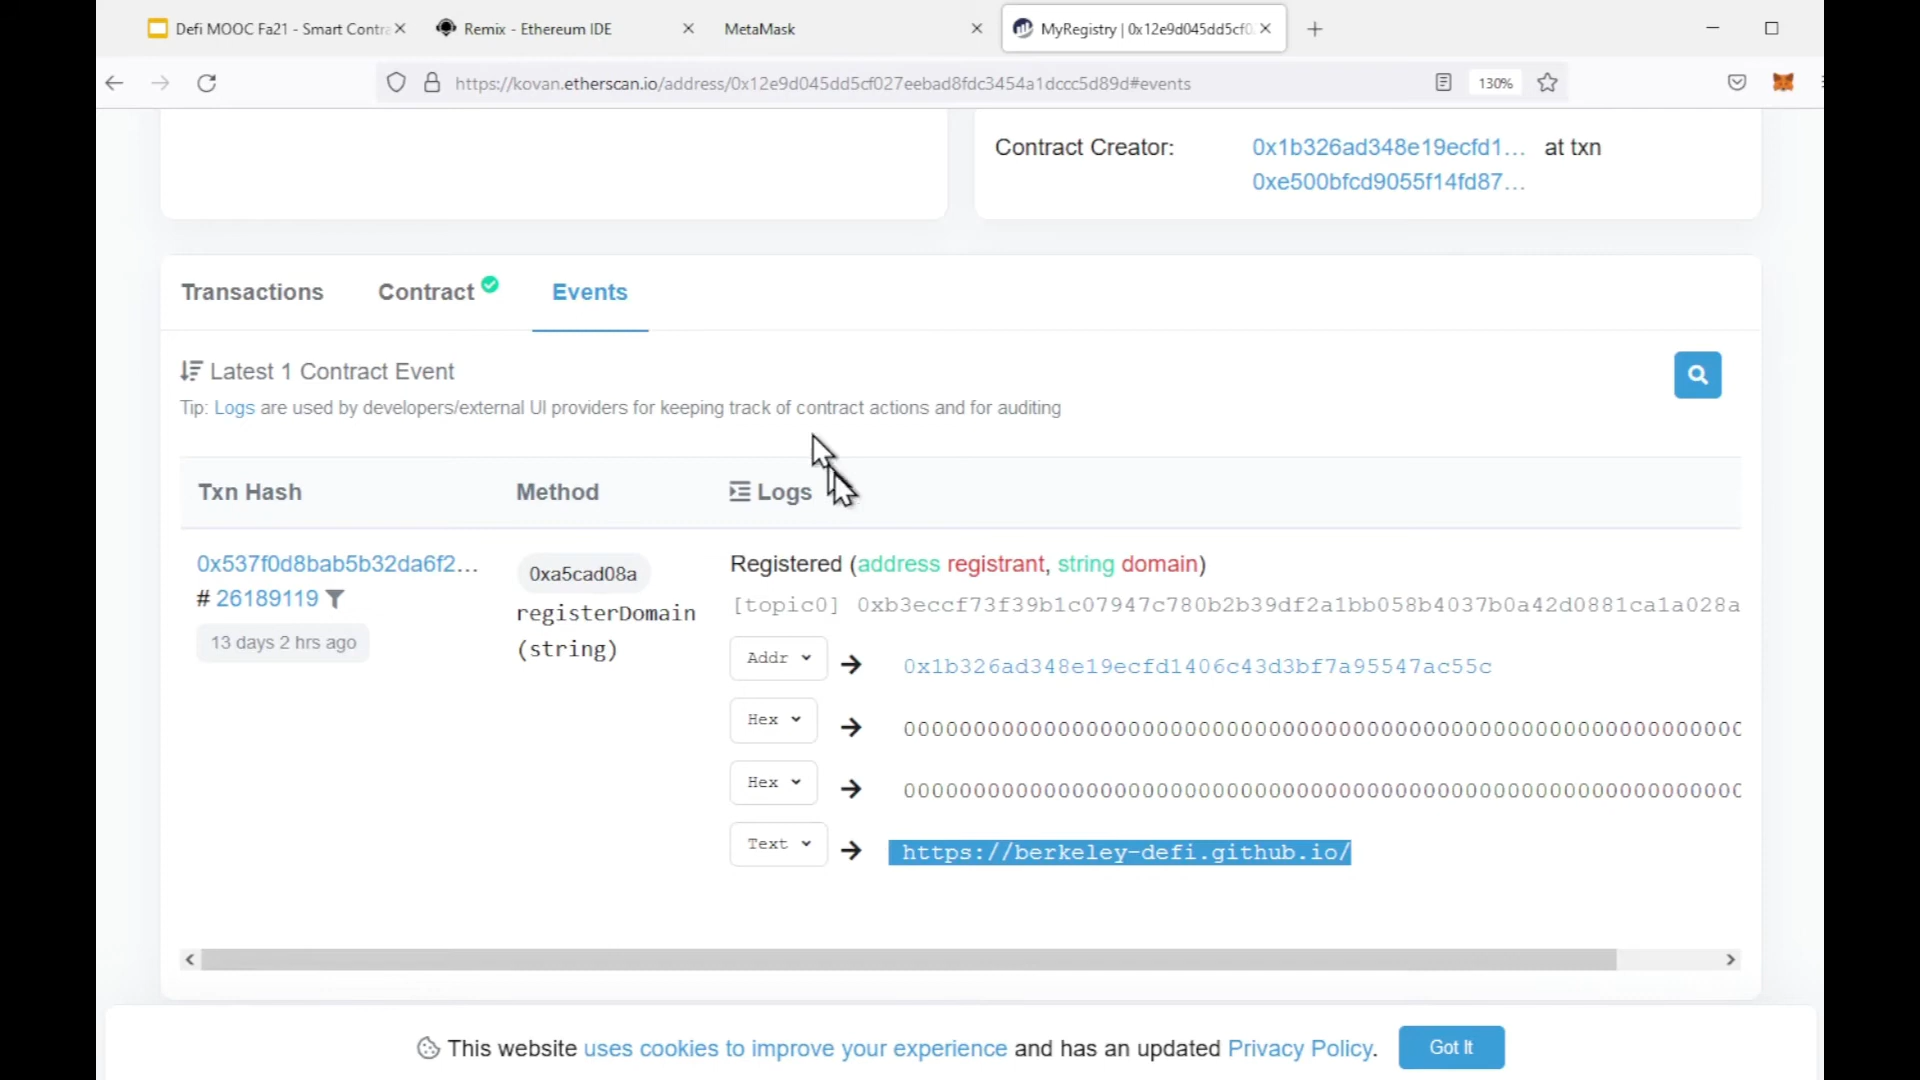 Defi MOOC Fa21 - Smart Contra
Remix - Ethereum IDE
MetaMask
MyRegistry | 0x12e9d045dd5cf0
https://kovan.etherscan.io/address/0x12e9d045dd5cf027eebad8fdc3454a1dccc5d89d#events
130%
Contract Creator:
0x1b326ad348e19ecfd1... at txn
0xe500bfcd9055f14fd87...
Transactions
Contract
Events
Latest 1 Contract Event
Tip: Logs are used by developers/external UI providers for keeping track of contract actions and for auditing
Txn Hash
Method
Logs
0x537f0d8bab5b32da6f2...
# 26189119
13 days 2 hrs ago
0xa5cad08a
registerDomain
(string)
Registered (address registrant, string domain)
[topic0] 0xb3eccf73f39b1c07947c780b2b39df2a1bb058b4037b0a42d0881ca1a028a
Addr
0x1b326ad348e19ecfd1406c43d3bf7a95547ac55c
Hex
000000000000000000000000000000000000000000000000000000000000
Hex
000000000000000000000000000000000000000000000000000000000000
Text
https://berkeley-defi.github.io/
This website uses cookies to improve your experience and has an updated Privacy Policy.
Got It